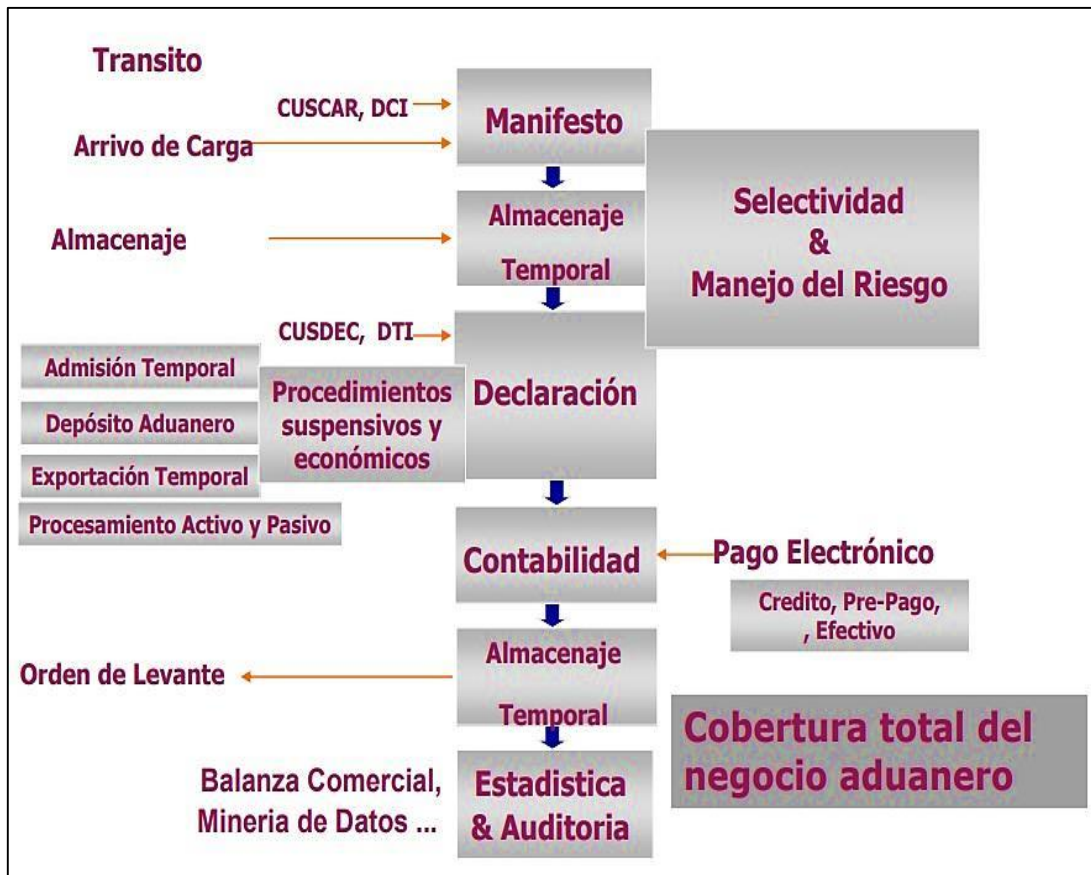 Transito
CUSCAR, DCI
Manifesto
Arrivo de Carga
Selectividad
&
Manejo del Riesgo
Almacenaje
Almacenaje
Temporal
CUSDEC, DTI
Declaración
Procedimientos
suspensivos y
económicos
Admisión Temporal
Depósito Aduanero
Exportación Temporal
Procesamiento Activo y Pasivo
Contabilidad
Pago Electrónico
Credito, Pre-Pago,
, Efectivo
Almacenaje
Temporal
Orden de Levante
Cobertura total del
negocio aduanero
Balanza Comercial,
Mineria de Datos ...
Estadistica
& Auditoria